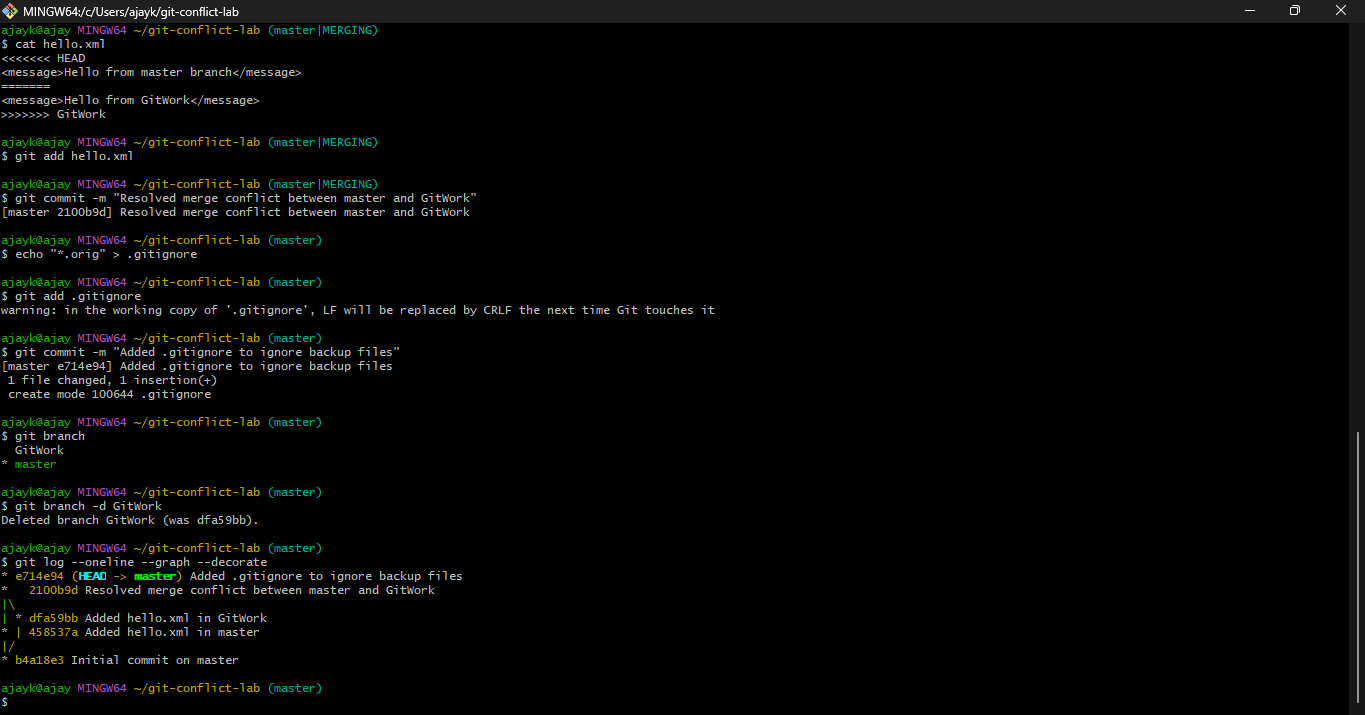 MINGW64:/c/Users/ajayk/git-conflict-lab
ajayk@ajay MINGW64 ~/git-conflict-lab (master|MERGING)
$ cat hello.xml
<<<<<<< HEAD
<message>Hello from master branch</message>
=======
<message>Hello from GitWork</message>
>>>>>>> GitWork
ajayk@ajay MINGW64 ~/git-conflict-lab (master|MERGING)
$ git add hello.xml
ajayk@ajay MINGW64 ~/git-conflict-lab (master|MERGING)
$ git commit -m "Resolved merge conflict between master and GitWork"
[master 2100b9d] Resolved merge conflict between master and GitWork
ajayk@ajay MINGW64 ~/git-conflict-lab (master)
$ echo "*.orig" > .gitignore
ajayk@ajay MINGW64 ~/git-conflict-lab (master)
$ git add .gitignore
warning: in the working copy of '.gitignore', LF will be replaced by CRLF the next time Git touches it
ajayk@ajay MINGW64 ~/git-conflict-lab (master)
$ git commit -m "Added .gitignore to ignore backup files"
[master e714e94] Added .gitignore to ignore backup files
 1 file changed, 1 insertion(+)
 create mode 100644 .gitignore
ajayk@ajay MINGW64 ~/git-conflict-lab (master)
$ git branch
  GitWork
* master
ajayk@ajay MINGW64 ~/git-conflict-lab (master)
$ git branch -d GitWork
Deleted branch GitWork (was dfa59bb).
ajayk@ajay MINGW64 ~/git-conflict-lab (master)
$ git log --oneline --graph --decorate
* e714e94 (HEAD -> master) Added .gitignore to ignore backup files
*   2100b9d Resolved merge conflict between master and GitWork
|\
| * dfa59bb Added hello.xml in GitWork
* | 458537a Added hello.xml in master
|/
* b4a18e3 Initial commit on master
ajayk@ajay MINGW64 ~/git-conflict-lab (master)
$